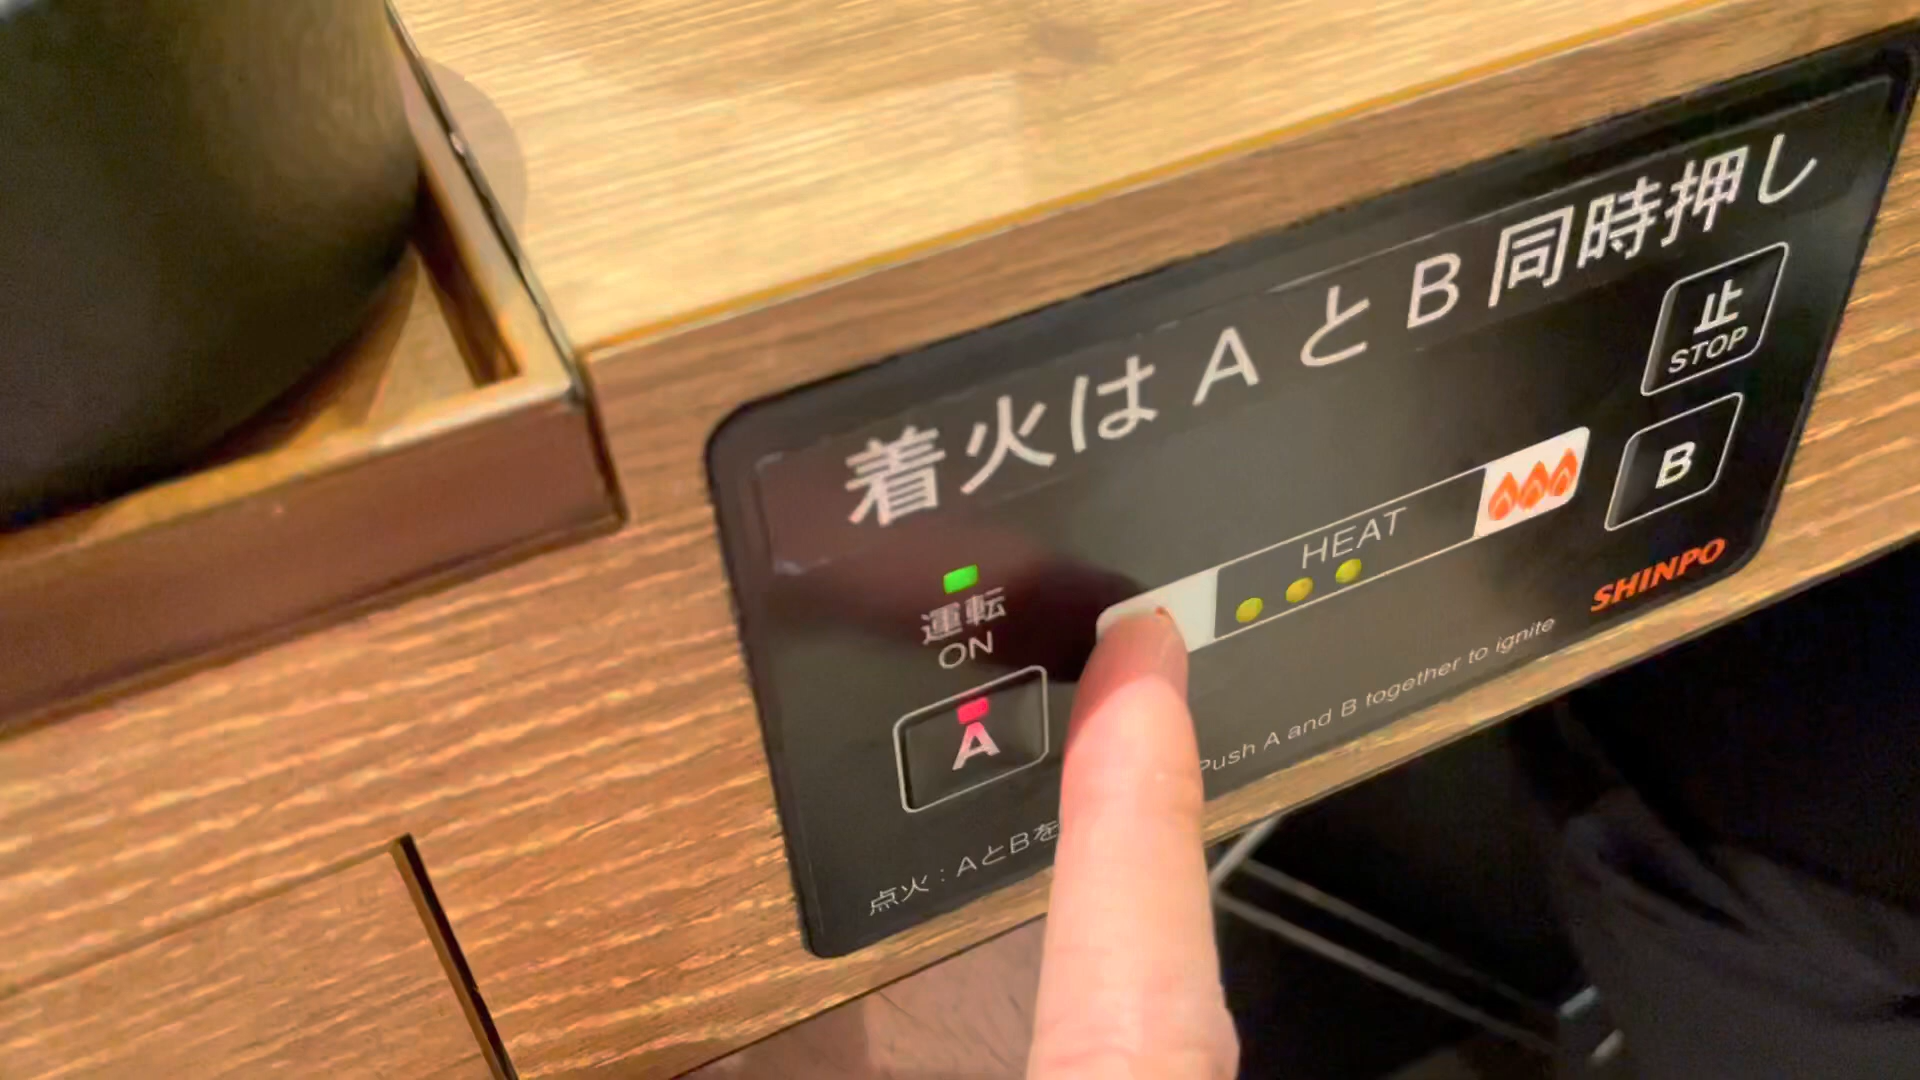 着火はAとB同時押し
止
STOP
運転
ON
HEAT
A
B
SHINPO
点火：AとBを
Push A and B together to ignite